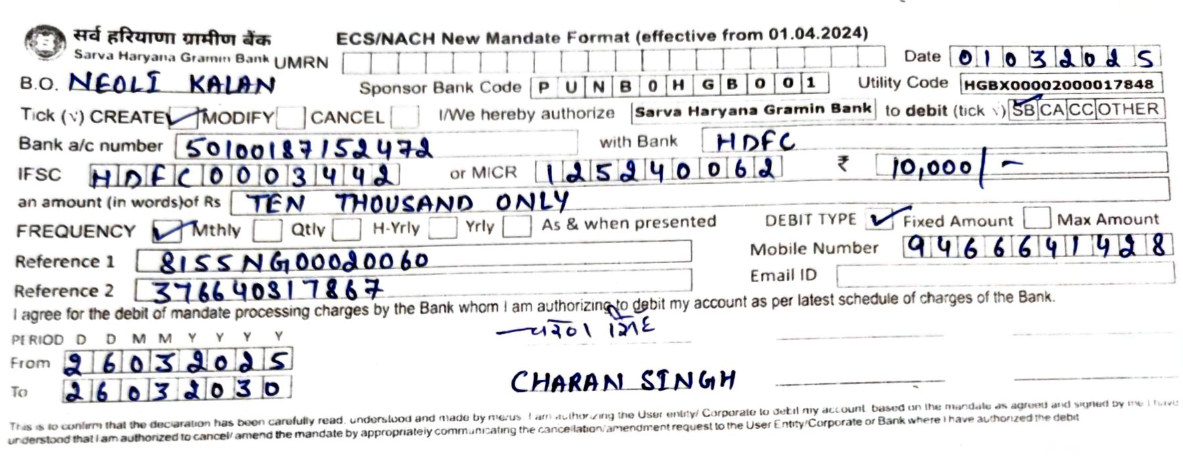 सर्व हरियाणा ग्रामीण बैंक ECS/NACH New Mandate Format (effective from 01.04.2024)
Sarva Haryana Gramin Bank UMRN Date 01032025
B.O. NEOLI KALAN Sponsor Bank Code PUNB0HGB001 Utility Code HGBX00002000017848
Tick (√) CREATE MODIFY CANCEL I/We hereby authorize Sarva Haryana Gramin Bank to debit (tick √) SB CA CC OTHER
Bank a/c number 50100187152472 with Bank HDFC
IFSC HDFC0003442 or MICR 125240062 ₹ 10,000/-
an amount (in words)of Rs TEN THOUSAND ONLY
FREQUENCY Mthly Qtly H-Yrly Yrly As & when presented DEBIT TYPE Fixed Amount Max Amount
Reference 1 8155NG00020060 Mobile Number 9466641428
Reference 2 376640317867 Email ID
I agree for the debit of mandate processing charges by the Bank whom I am authorizing to debit my account as per latest schedule of charges of the Bank.
PERIOD D D M M Y Y Y Y
From 26032025
To 26032030
CHARAN SINGH
This is to confirm that the declaration has been carefully read, understood and made by me/us. I am authorizing the User entity/ Corporate to debit my account, based on the mandate as agreed and signed by me I have
understood that I am authorized to cancel/ amend the mandate by appropriately communicating the cancellation/amendment request to the User Entity/Corporate or Bank where I have authorized the debit